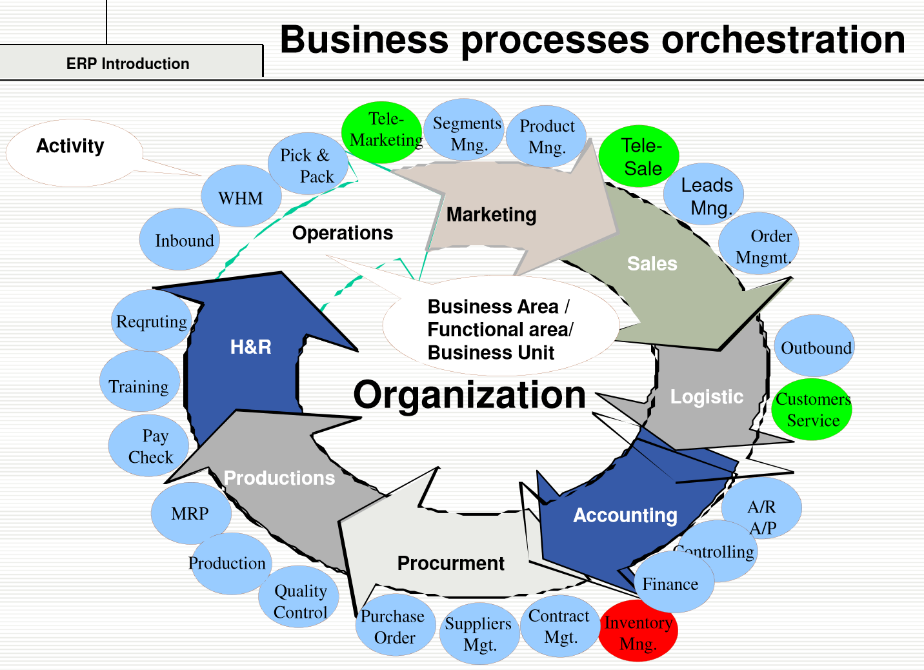 Business processes orchestration
ERP Introduction
Activity
Tele-
Marketing
Segments
Mng.
Product
Mng.
Tele-
Sale
Leads
Mng.
Order
Mngmt.
Pick &
Pack
WHM
Inbound
Operations
Marketing
Sales
Business Area /
Functional area/
Business Unit
Organization
Reqruting
Training
Pay
Check
H&R
Outbound
Customers
Service
Logistic
Productions
Accounting
Procurment
MRP
Production
Quality
Control
Purchase
Order
Suppliers
Mgt.
Contract
Mgt.
Inventory
Mng.
Finance
Controlling
A/R
A/P